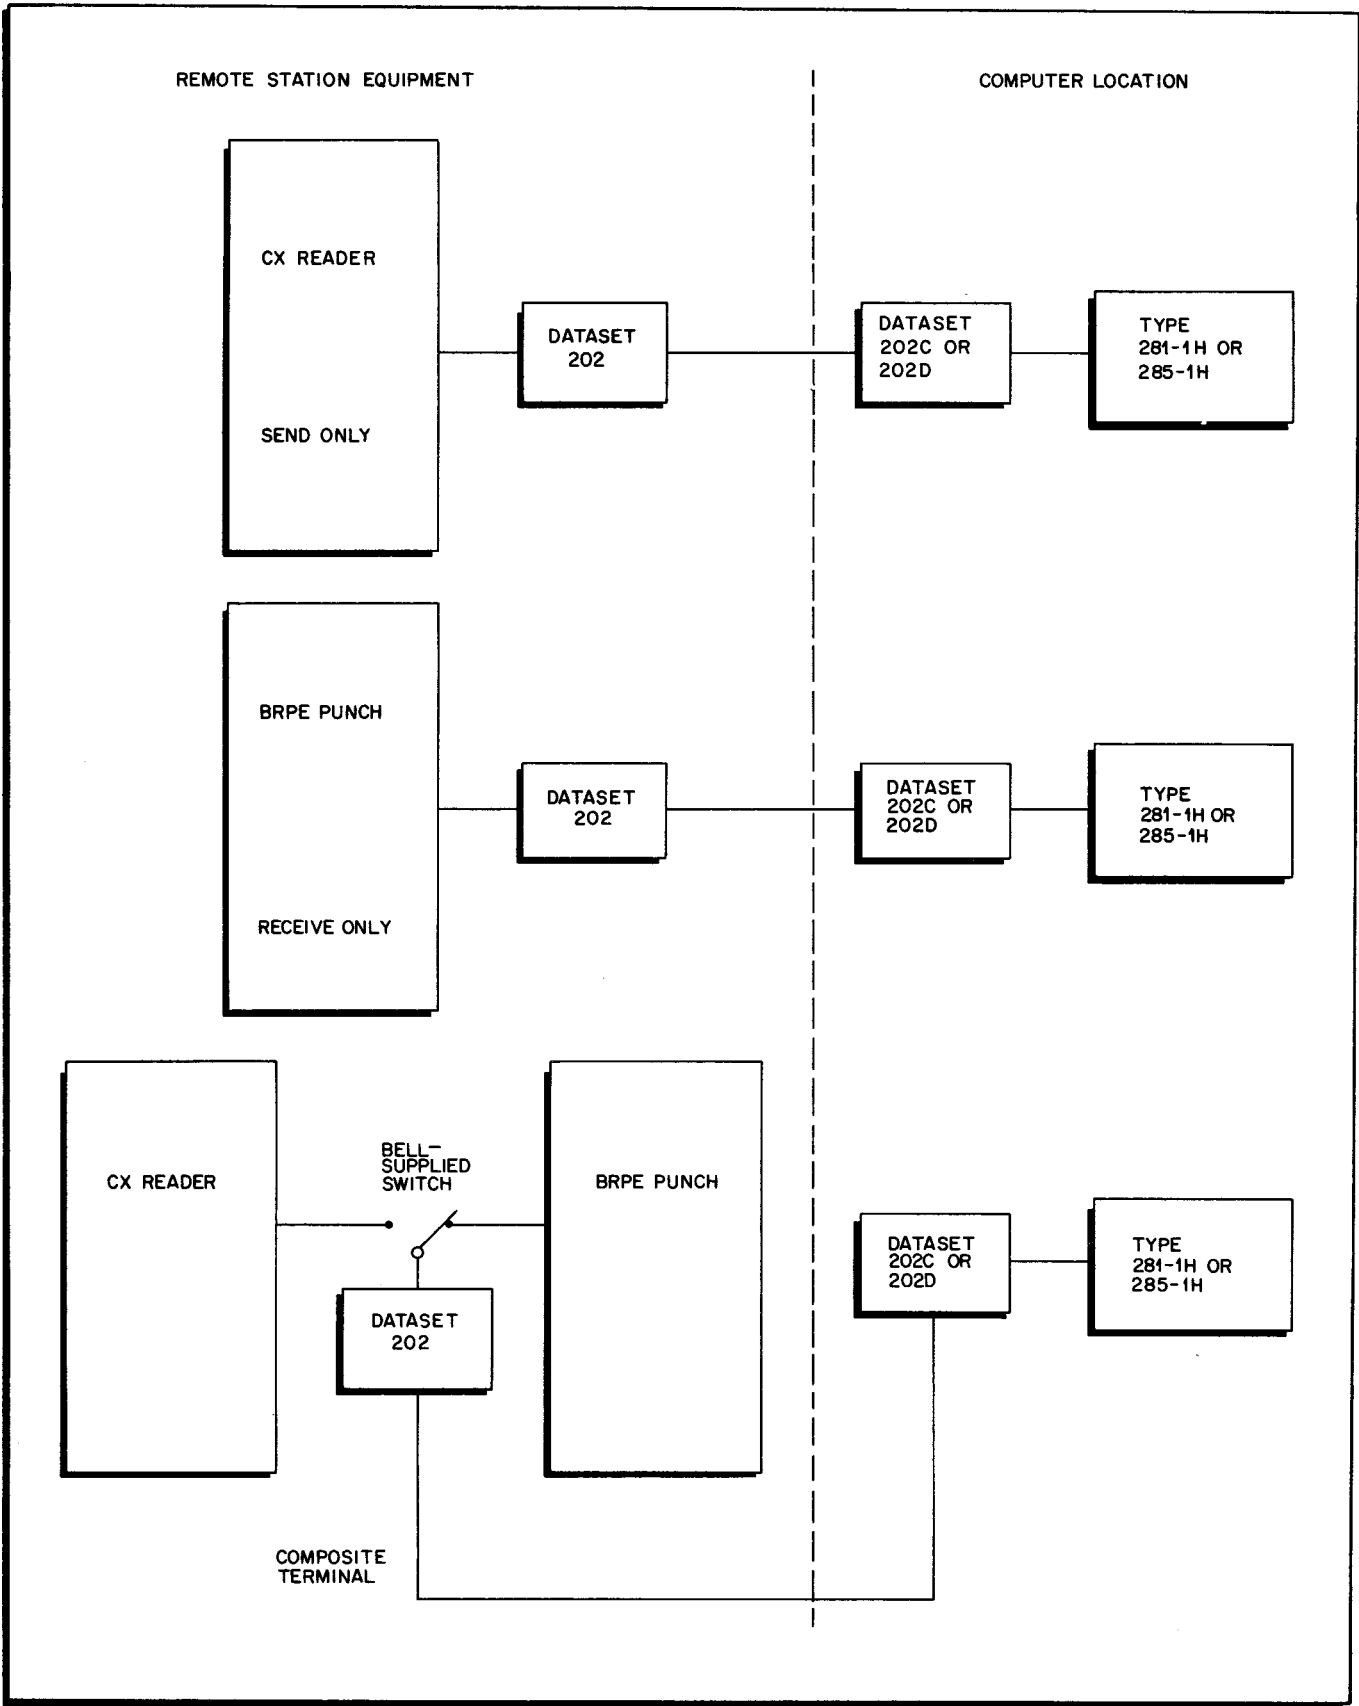 REMOTE STATION EQUIPMENT
COMPUTER LOCATION
CX READER
SEND ONLY
DATASET
202
DATASET
202C OR
202D
TYPE
281-1H OR
285-1H
BRPE PUNCH
RECEIVE ONLY
DATASET
202
DATASET
202C OR
202D
TYPE
281-1H OR
285-1H
CX READER
BELL-
SUPPLIED
SWITCH
BRPE PUNCH
DATASET
202
DATASET
202C OR
202D
TYPE
281-1H OR
285-1H
COMPOSITE
TERMINAL